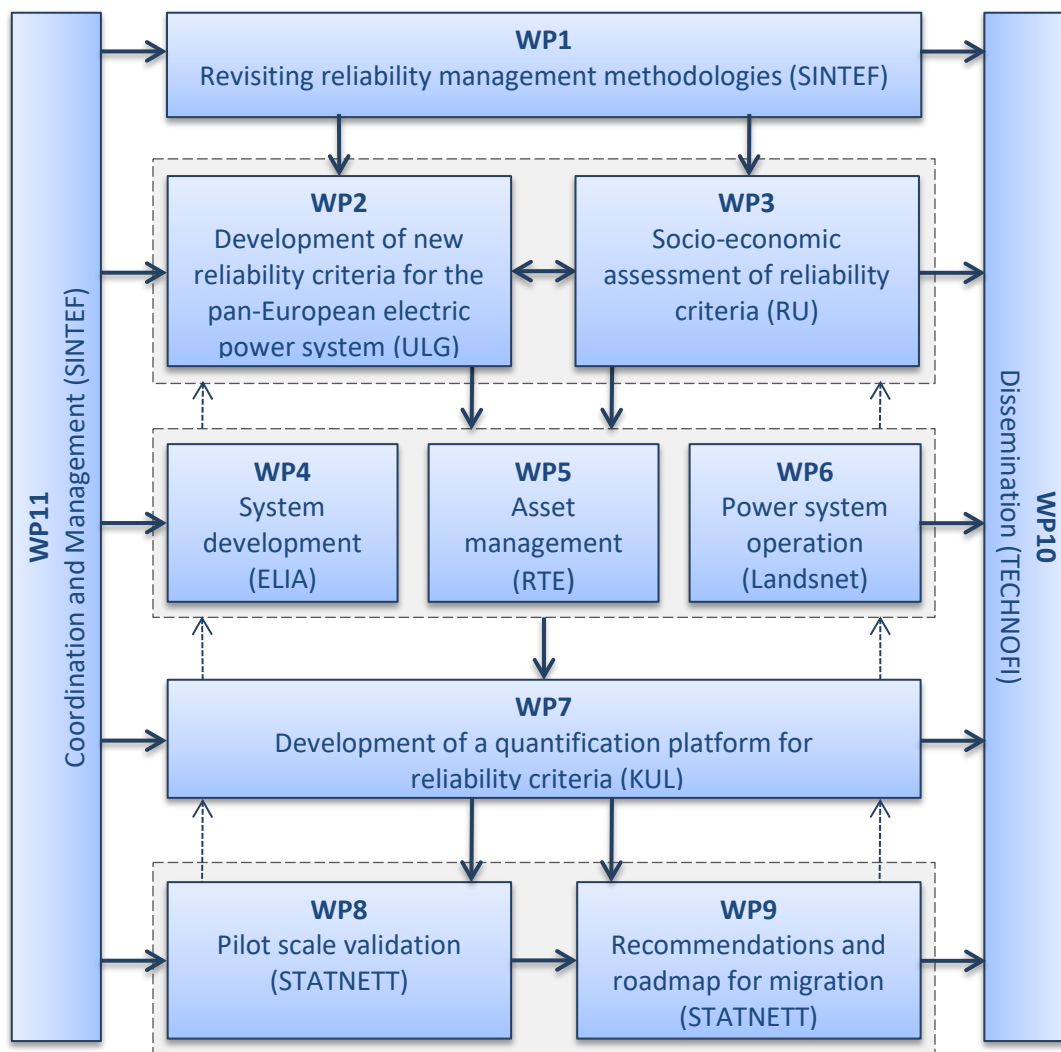 WP1
Revisiting reliability management methodologies (SINTEF)
WP2
Development of new
reliability criteria for the
pan-European electric
power system (ULG)
WP3
Socio-economic
assessment of reliability
criteria (RU)
WP4
System
development
(ELIA)
WP5
Asset
management
(RTE)
WP6
Power system
operation
(Landsnet)
WP7
Development of a quantification platform for
reliability criteria (KUL)
WP8
Pilot scale validation
(STATNETT)
WP9
Recommendations and
roadmap for migration
(STATNETT)
WP11
Coordination and Management (SINTEF)
WP10
Dissemination (TECHNOFI)